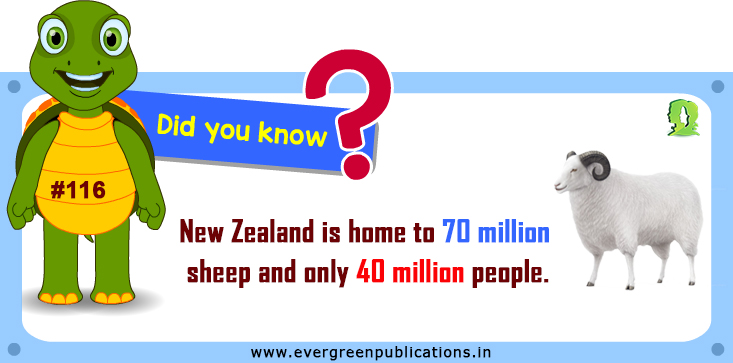 Did you know ?
#116
New Zealand is home to 70 million
sheep and only 40 million people.
www.evergreenpublications.in